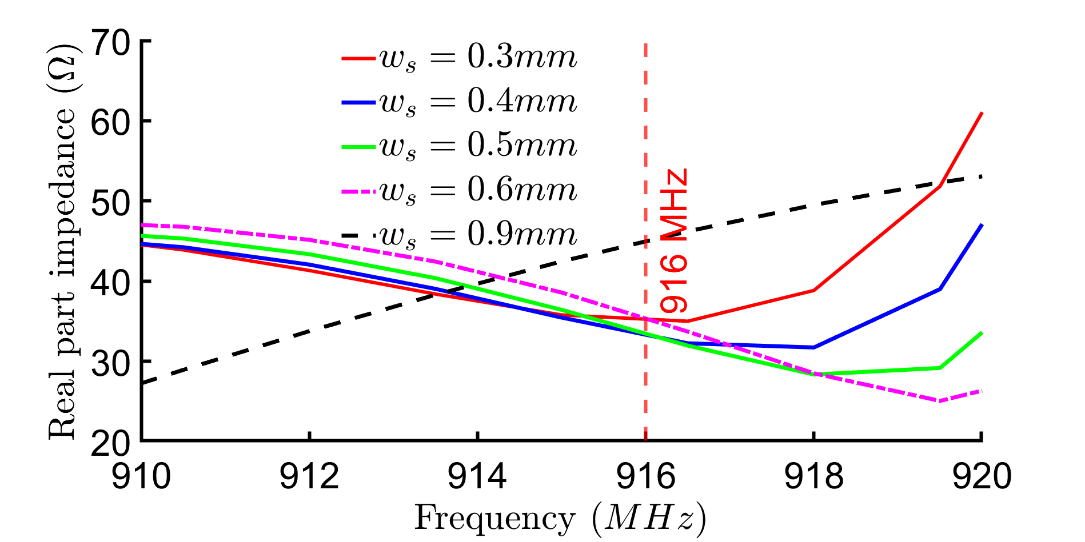 70
60
50
40
30
20
Real part impedance (Ω)
w_s = 0.3mm
w_s = 0.4mm
w_s = 0.5mm
w_s = 0.6mm
w_s = 0.9mm
916 MHz
910 912 914 916 918 920
Frequency (MHz)